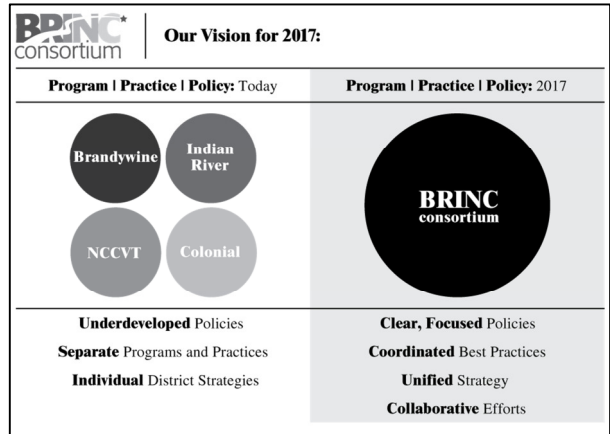 BRINC
consortium
Our Vision for 2017:
Program | Practice | Policy: Today
Program | Practice | Policy: 2017
Brandywine
Indian
River
NCCVT
Colonial
BRINC
consortium
Underdeveloped Policies
Separate Programs and Practices
Individual District Strategies
Clear, Focused Policies
Coordinated Best Practices
Unified Strategy
Collaborative Efforts